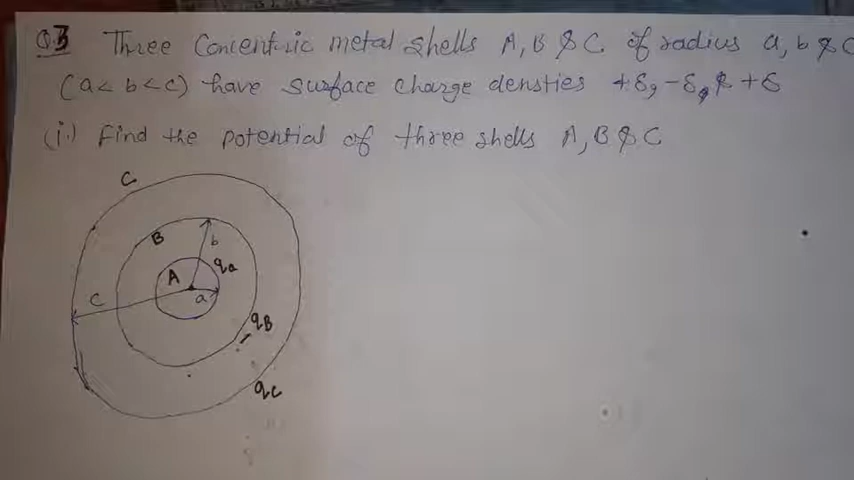 Q.3 Three Concentric metal shells A, B & C of radius a, b & C
(a < b < c) have surface charge densties +δ, -δ, & +δ
(i.) Find the potential of three shells A, B & C
C
B
b
A
qa
a
C
qB
qC